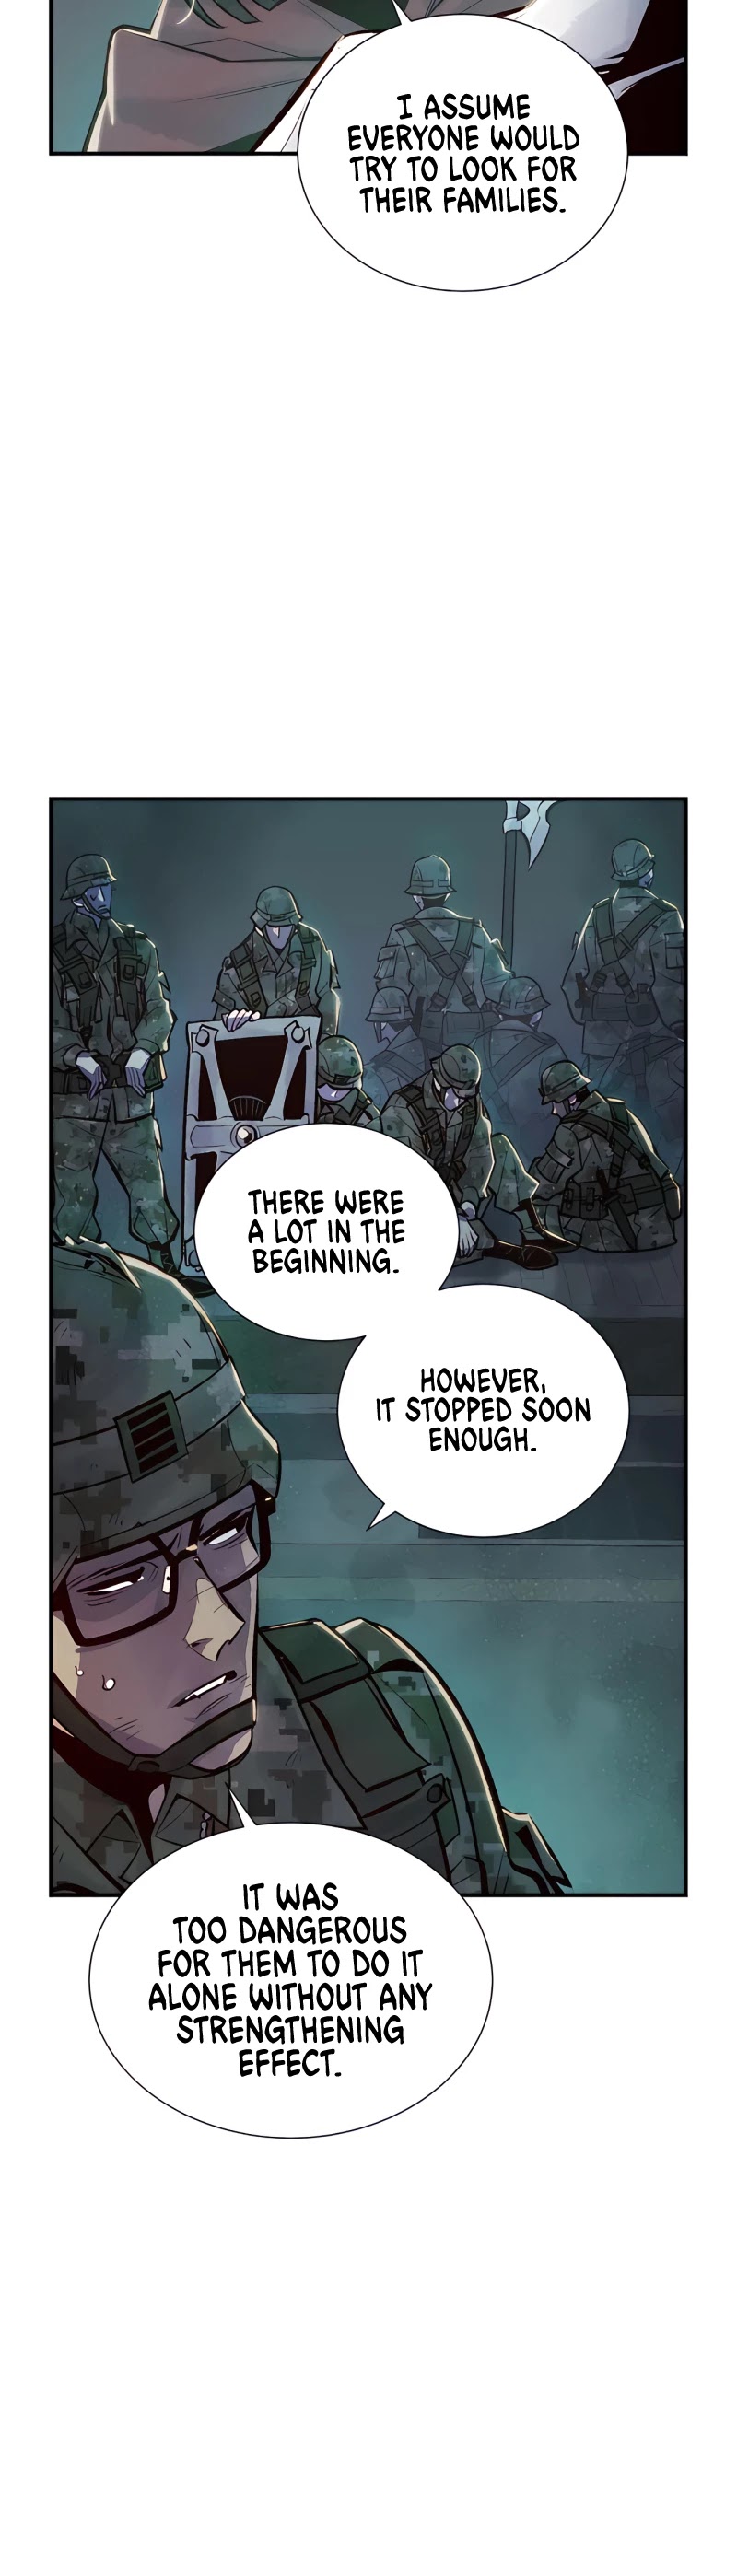 I ASSUME
EVERYONE WOULD
TRY TO LOOK FOR
THEIR FAMILIES.
THERE WERE
A LOT IN THE
BEGINNING.
HOWEVER,
IT STOPPED SOON
ENOUGH.
IT WAS
TOO DANGEROUS
FOR THEM TO DO IT
ALONE WITHOUT ANY
STRENGTHENING
EFFECT.